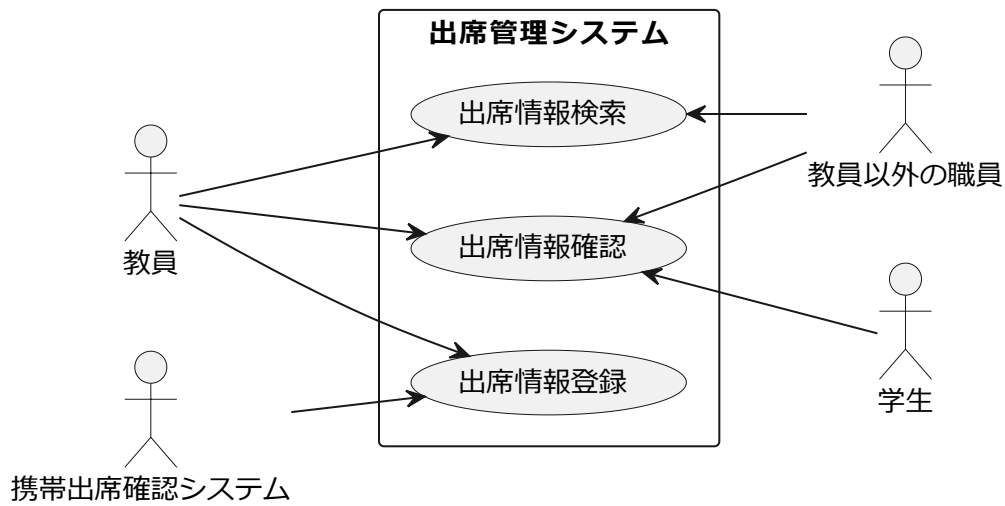 出席管理システム
出席情報検索
教員以外の職員
教員
出席情報確認
学生
出席情報登録
携帯出席確認システム